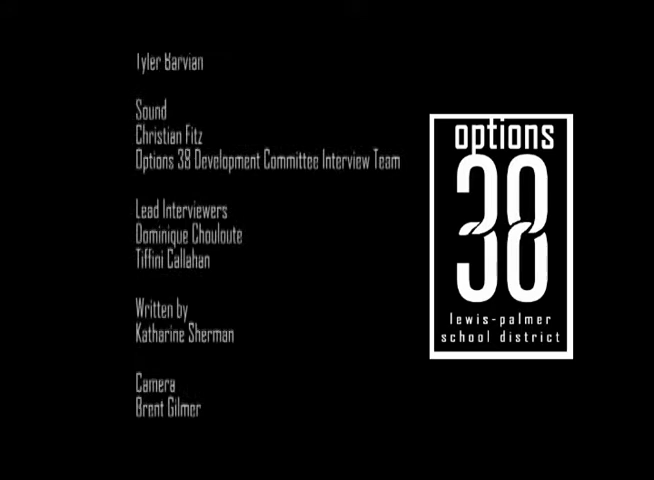 Tyler Barvian
Sound
Christian Fitz
Options 38 Development Committee Interview Team
Lead Interviewers
Dominique Chouloute
Tiffini Callahan
Written by
Katharine Sherman
Camera
Brent Gilmer
options
38
lewis-palmer
school district